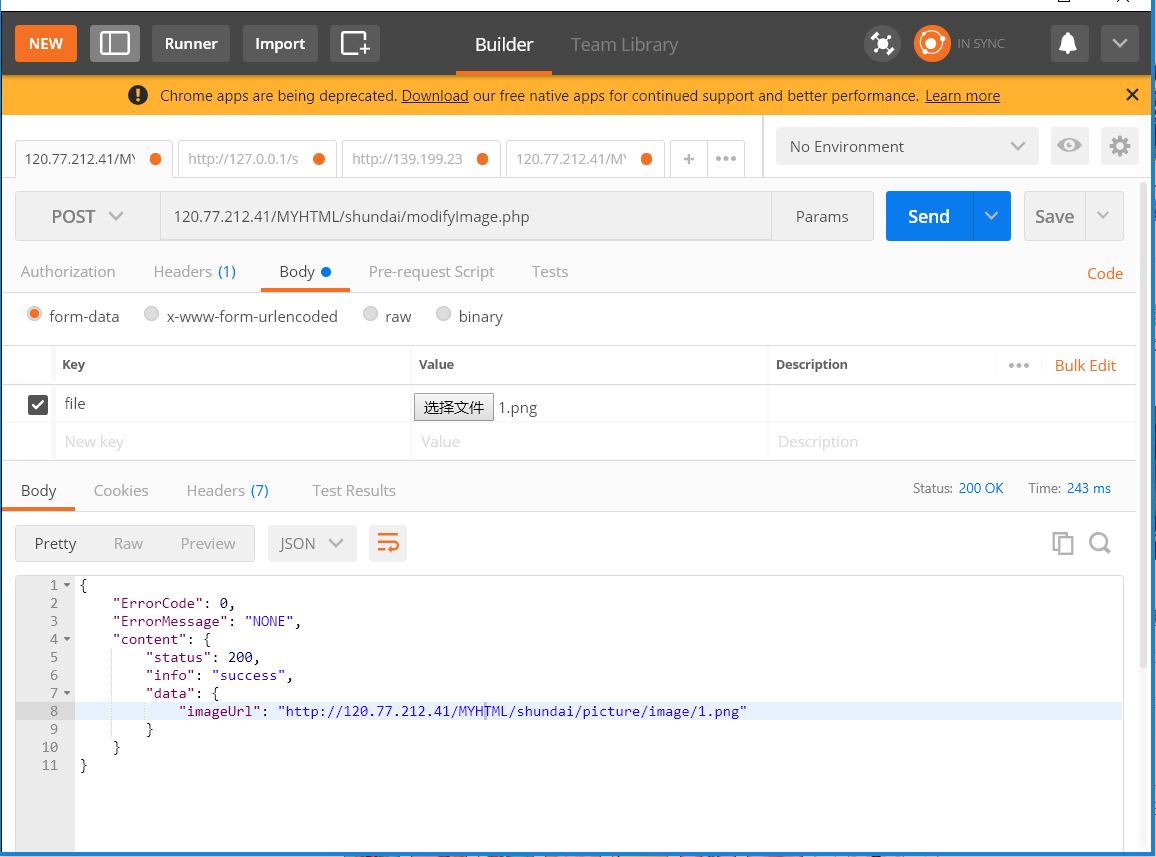 NEW Runner Import Builder Team Library IN SYNC
Chrome apps are being deprecated. Download our free native apps for continued support and better performance. Learn more
120.77.212.41/MY http://127.0.0.1/s http://139.199.23 120.77.212.41/MY No Environment
POST 120.77.212.41/MYHTML/shundai/modifyImage.php Params Send Save
Authorization Headers (1) Body Pre-request Script Tests Code
form-data x-www-form-urlencoded raw binary
Key Value Description Bulk Edit
file 选择文件 1.png
New key Value Description
Body Cookies Headers (7) Test Results Status: 200 OK Time: 243 ms
Pretty Raw Preview JSON
1 {
2 "ErrorCode": 0,
3 "ErrorMessage": "NONE",
4 "content": {
5 "status": 200,
6 "info": "success",
7 "data": {
8 "imageUrl": "http://120.77.212.41/MYHTML/shundai/picture/image/1.png"
9 }
10 }
11 }